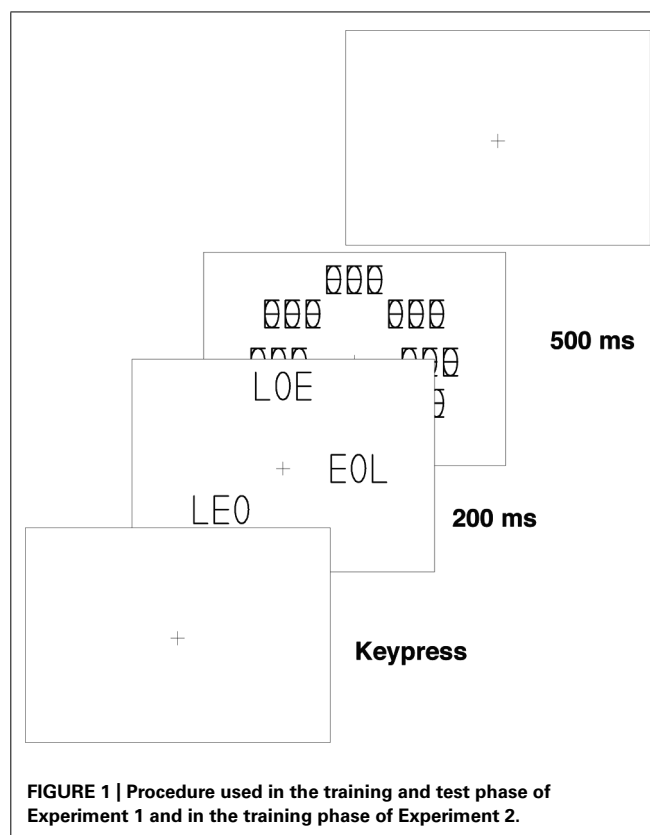 500 ms
LOE
EOL
LEO
200 ms
Keypress
FIGURE 1 | Procedure used in the training and test phase of
Experiment 1 and in the training phase of Experiment 2.